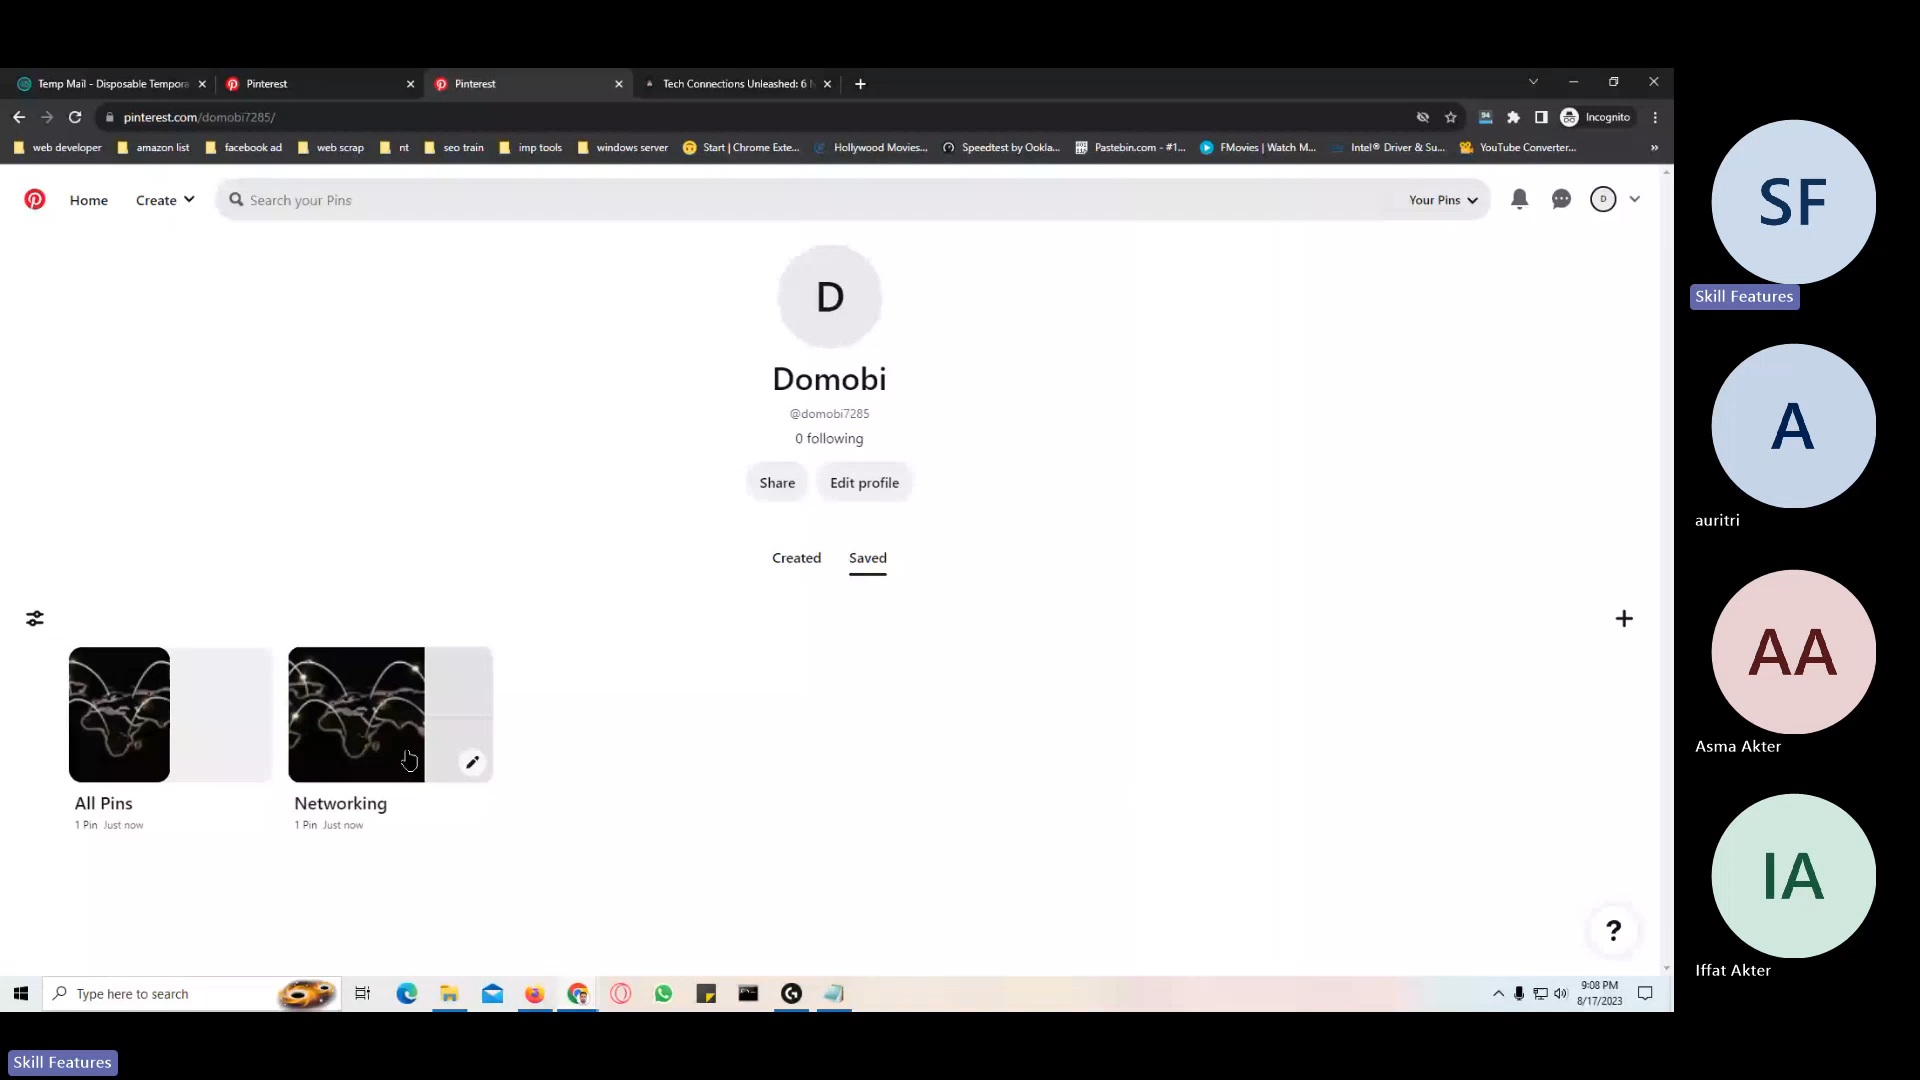 Temp Mail - Disposable Tempora
Pinterest
Pinterest
Tech Connections Unleashed: 6
pinterest.com/domobi7285/
94
Incognito
web developer
amazon list
facebook ad
web scrap
nt
seo train
imp tools
windows server
Start | Chrome Exte...
Hollywood Movies...
Speedtest by Ookla...
Pastebin.com - #1...
FMovies | Watch M...
Intel® Driver & Su...
YouTube Converter...
»
Home
Create
Search your Pins
Your Pins
D
D
Domobi
@domobi7285
0 following
Share
Edit profile
Created
Saved
All Pins
1 Pin Just now
Networking
1 Pin Just now
?
Type here to search
9:08 PM
8/17/2023
SF
Skill Features
A
auritri
AA
Asma Akter
IA
Iffat Akter
Skill Features